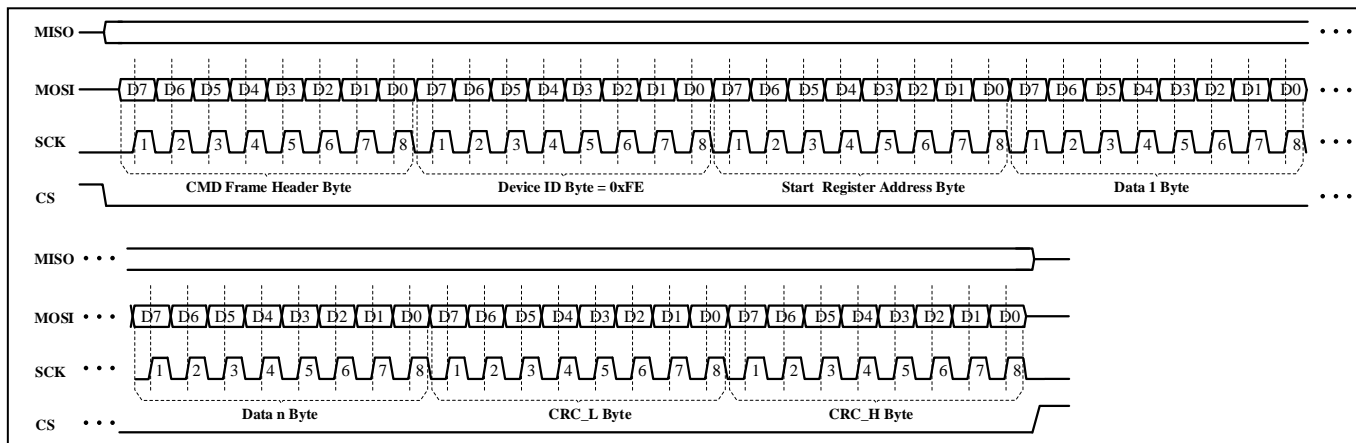 MISO • • •
MOSI D7 D6 D5 D4 D3 D2 D1 D0 D7 D6 D5 D4 D3 D2 D1 D0 D7 D6 D5 D4 D3 D2 D1 D0 D7 D6 D5 D4 D3 D2 D1 D0 • • •
SCK 1 2 3 4 5 6 7 8 1 2 3 4 5 6 7 8 1 2 3 4 5 6 7 8 1 2 3 4 5 6 7 8 • • •
CMD Frame Header Byte Device ID Byte = 0xFE Start Register Address Byte Data 1 Byte
CS • • •
MISO • • •
MOSI • • • D7 D6 D5 D4 D3 D2 D1 D0 D7 D6 D5 D4 D3 D2 D1 D0 D7 D6 D5 D4 D3 D2 D1 D0
SCK • • • 1 2 3 4 5 6 7 8 1 2 3 4 5 6 7 8 1 2 3 4 5 6 7 8
Data n Byte CRC_L Byte CRC_H Byte
CS • • •